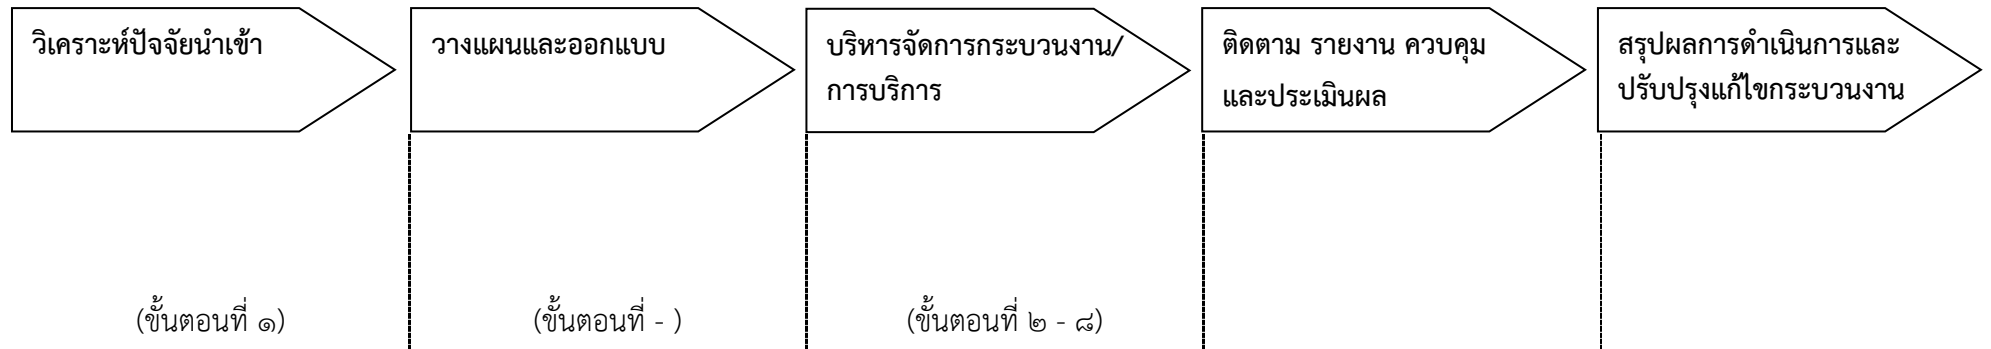 วิเคราะห์ปัจจัยนำเข้า
วางแผนและออกแบบ
บริหารจัดการกระบวนงาน/
การบริการ
ติดตาม รายงาน ควบคุม
และประเมินผล
สรุปผลการดำเนินการและ
ปรับปรุงแก้ไขกระบวนงาน
(ขั้นตอนที่ ๑)
(ขั้นตอนที่ - )
(ขั้นตอนที่ ๒ - ๘)